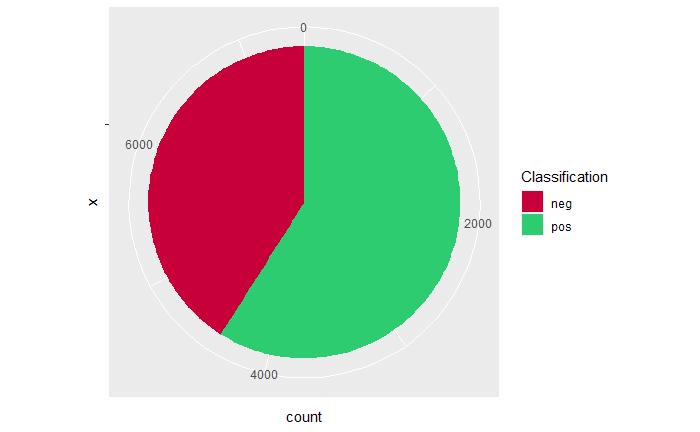 0
6000
2000
4000
x
count
Classification
neg
pos